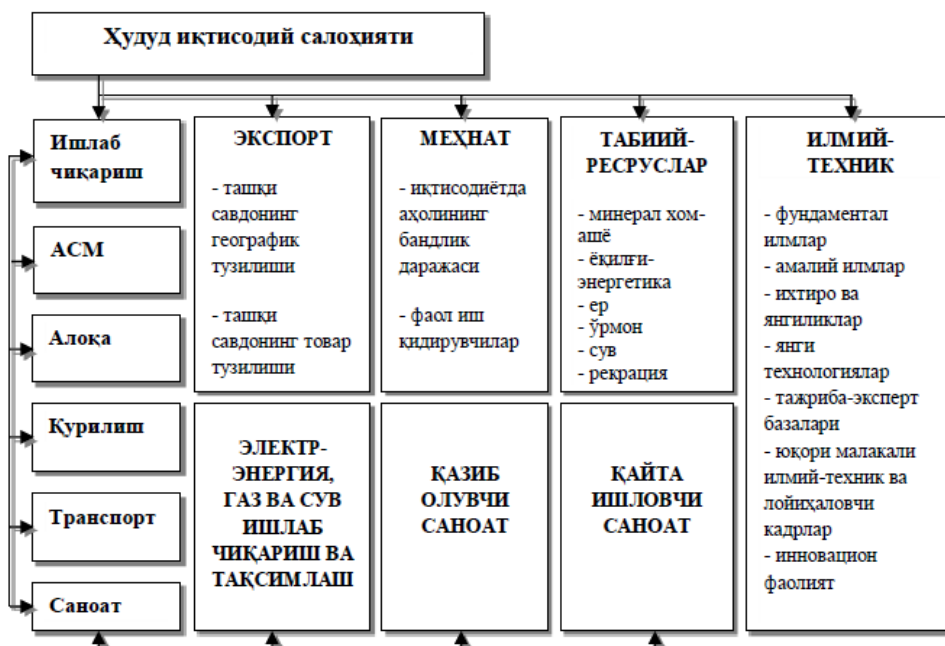 Ҳудуд иқтисодий салоҳияти
Ишлаб
чиқариш
АСМ
Алоқа
Қурилиш
Транспорт
Саноат
ЭКСПОРТ
- ташқи
савдонинг
географик
тузилиши
- ташқи
савдонинг товар
тузилиши
МЕҲНАТ
- иқтисодиётда
аҳолининг
бандлик
даражаси
- фаол иш
қидирувчилар
ТАБИИЙ-
РЕСРУСЛАР
- минерал хом-
ашё
- ёқилғи-
энергетика
- ер
- ўрмон
- сув
- рекрация
ИЛМИЙ-
ТЕХНИК
- фундаментал
илмлар
- амалий илмлар
- ихтиро ва
янгиликлар
- янги
технологиялар
- тажриба-эксперт
базалари
- юқори малакали
илмий-техник ва
лойиҳаловчи
кадрлар
- инновацион
фаолият
ЭЛЕКТР-
ЭНЕРГИЯ,
ГАЗ ВА СУВ
ИШЛАБ
ЧИҚАРИШ ВА
ТАҚСИМЛАШ
ҚАЗИБ
ОЛУВЧИ
САНОАТ
ҚАЙТА
ИШЛОВЧИ
САНОАТ